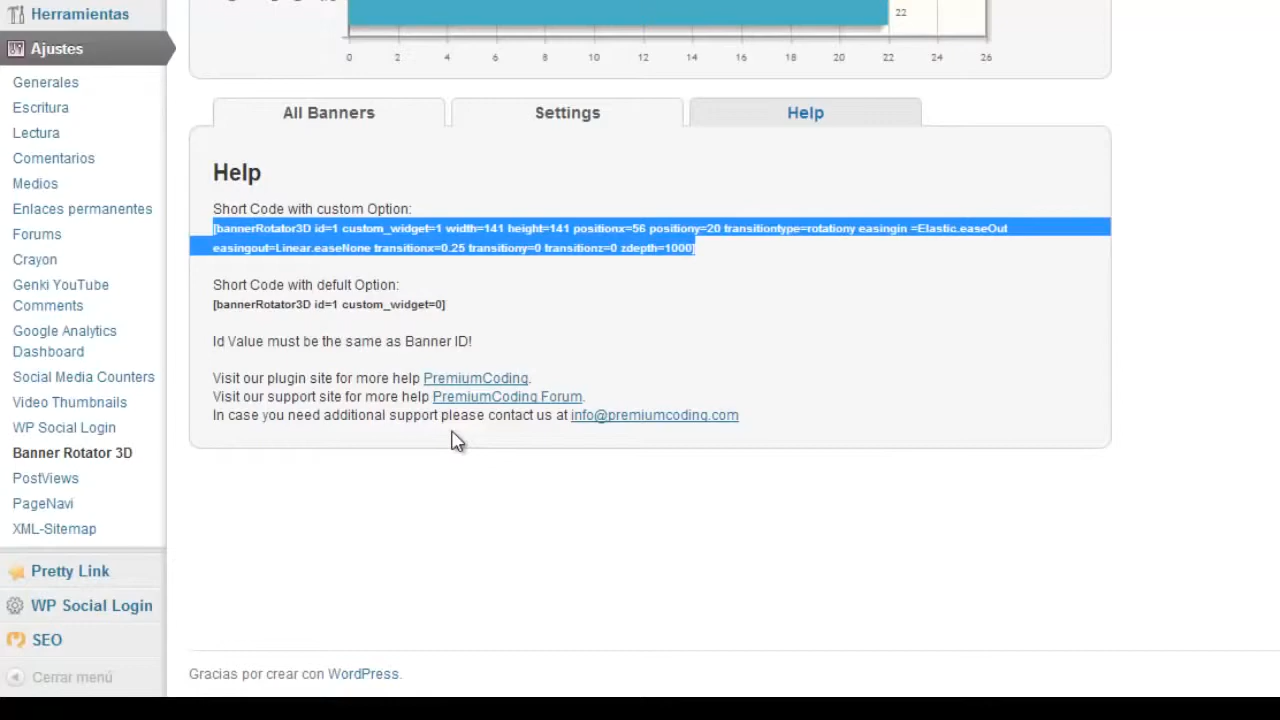 Herramientas
Ajustes
Generales
Escritura
Lectura
Comentarios
Medios
Enlaces permanentes
Forums
Crayon
Genki YouTube
Comments
Google Analytics
Dashboard
Social Media Counters
Video Thumbnails
WP Social Login
Banner Rotator 3D
PostViews
PageNavi
XML-Sitemap
Pretty Link
WP Social Login
SEO
Cerrar menú
22
0 2 4 6 8 10 12 14 16 18 20 22 24 26
All Banners Settings Help
Help
Short Code with custom Option:
[bannerRotator3D id=1 custom_widget=1 width=141 height=141 positionx=56 positiony=20 transitiontype=rotationy easingin =Elastic.easeOut
easingout=Linear.easeNone transitionx=0.25 transitiony=0 transitionz=0 zdepth=1000]
Short Code with defult Option:
[bannerRotator3D id=1 custom_widget=0]
Id Value must be the same as Banner ID!
Visit our plugin site for more help PremiumCoding.
Visit our support site for more help PremiumCoding Forum.
In case you need additional support please contact us at info@premiumcoding.com
Gracias por crear con WordPress.